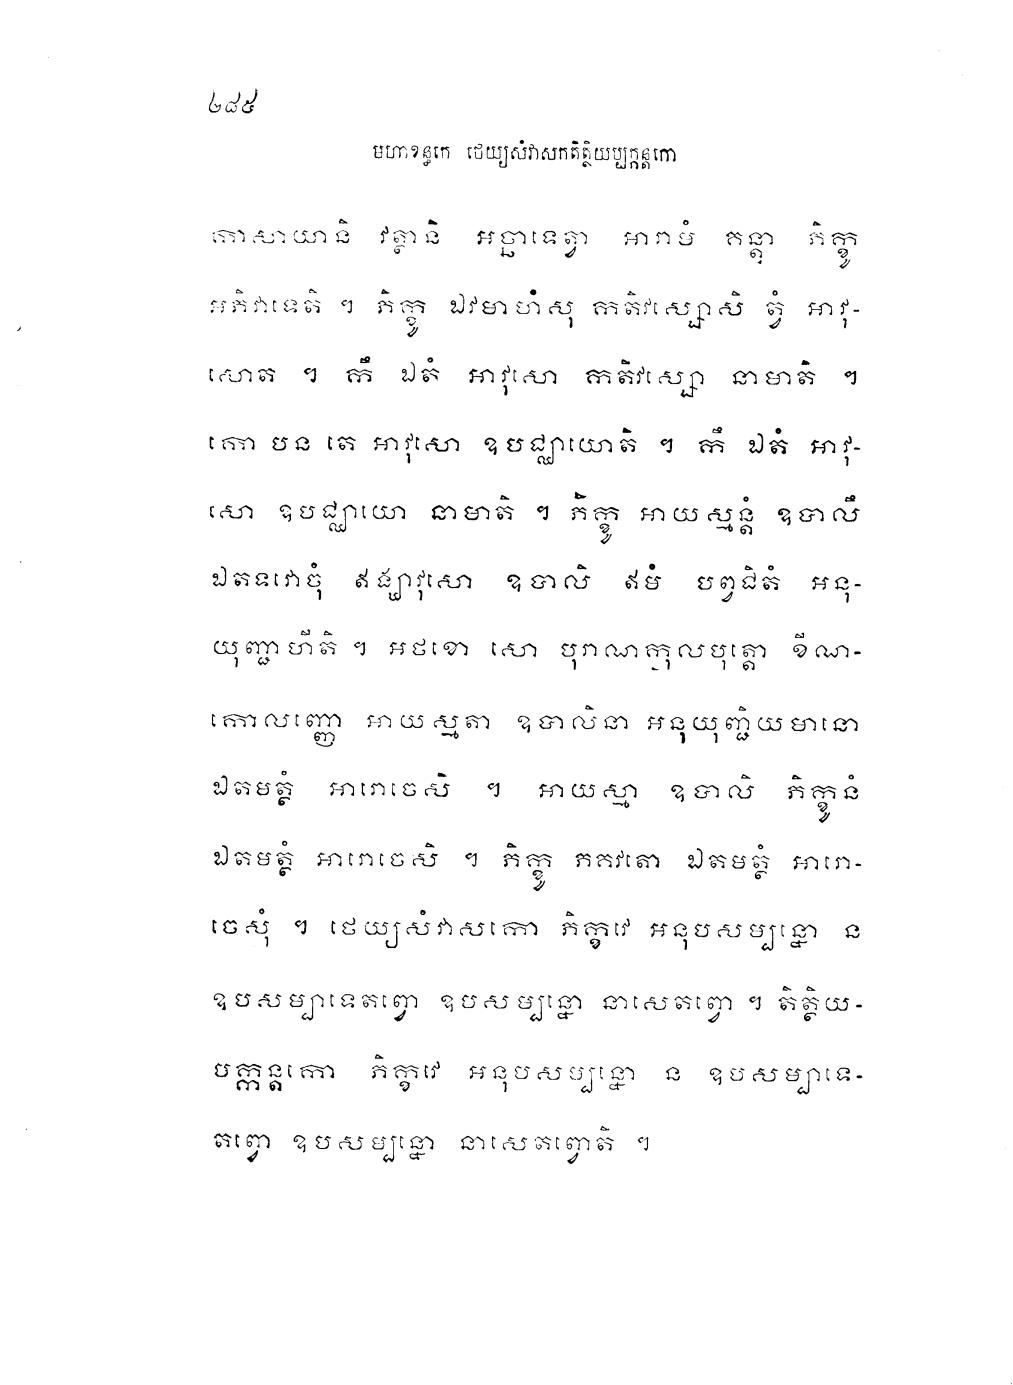 ២៨៥
មហាខន្ធកេ ថេយ្យសំវាសកតិត្ថិយប្បក្កន្តកោ
កាសាយានិ វត្ថានិ អច្ឆាទេត្វា អារាមំ គន្ត្វា ភិក្ខូ
អភិវាទេតិ ។ ភិក្ខូ ឯវមាហំសុ កតិវស្សោសិ ត្វំ អាវុ-
សោត ។ កឹ ឯតំ អាវុសោ កតិវស្សោ នាមាតិ ។
កោ បន តេ អាវុសោ ឧបជ្ឈាយោតិ ។ កឹ ឯតំ អាវុ-
សោ ឧបជ្ឈាយោ នាមាតិ ។ ភិក្ខូ អាយស្មន្តំ ឧបាលឹ
ឯតទវោចុំ ឥង្ឃាវុសោ ឧបាលិ ឥមំ បព្វជិតំ អនុ-
យុញ្ជាហីតិ ។ អថខោ សោ បុរាណកុលបុត្តោ ខីណ-
កោលញ្ញោ អាយស្មតា ឧបាលិនា អនុយុញ្ជិយមានោ
ឯតមត្ថំ អារោចេសិ ។ អាយស្មា ឧបាលិ ភិក្ខូនំ
ឯតមត្ថំ អារោចេសិ ។ ភិក្ខូ ភគវតោ ឯតមត្ថំ អារោ-
ចេសុំ ។ ថេយ្យសំវាសកោ ភិក្ខវេ អនុបសម្បន្នោ ន
ឧបសម្បាទេតព្វោ ឧបសម្បន្នោ នាសេតព្វោ ។ តិត្ថិយ-
បក្កន្តកោ ភិក្ខវេ អនុបសម្បន្នោ ន ឧបសម្បាទេ-
តព្វោ ឧបសម្បន្នោ នាសេតព្វោតិ ។